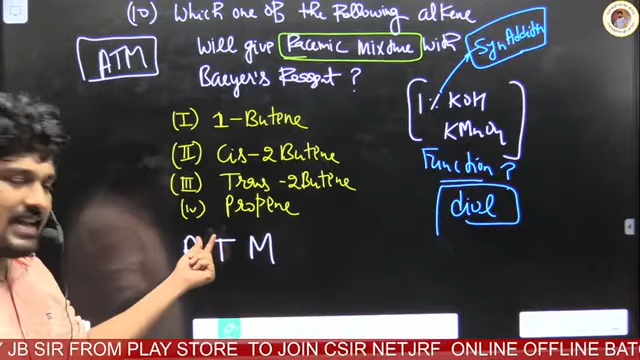 (10) Which one of the following alkene
will give Racemic Mixture with
Baeyer's Reagent ?
ATM
Syn Addition
(I) 1-Butene
(II) Cis-2 Butene
(III) Trans-2Butene
(iv) Propene
1% KOH
KMnO4
Function ?
diol
A T M
JB SIR FROM PLAY STORE TO JOIN CSIR NETJRF ONLINE OFFLINE BATC